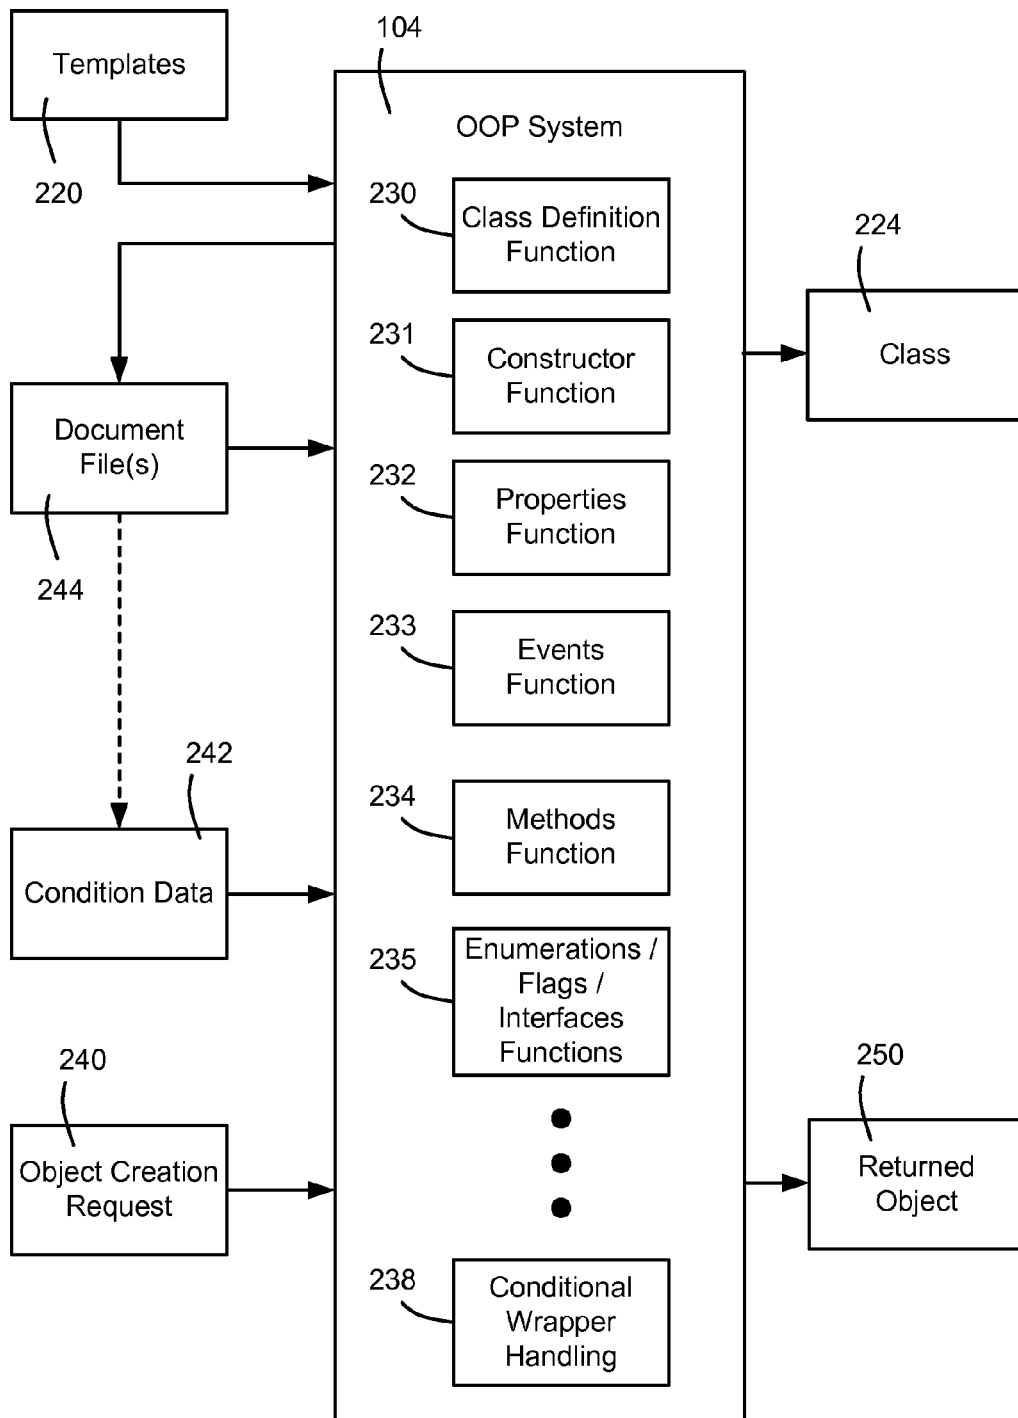 104
Templates
220
OOP System
230
Class Definition
Function
224
Class
231
Constructor
Function
Document
File(s)
244
232
Properties
Function
233
Events
Function
242
Condition Data
234
Methods
Function
235
Enumerations /
Flags /
Interfaces
Functions
240
Object Creation
Request
250
Returned
Object
238
Conditional
Wrapper
Handling